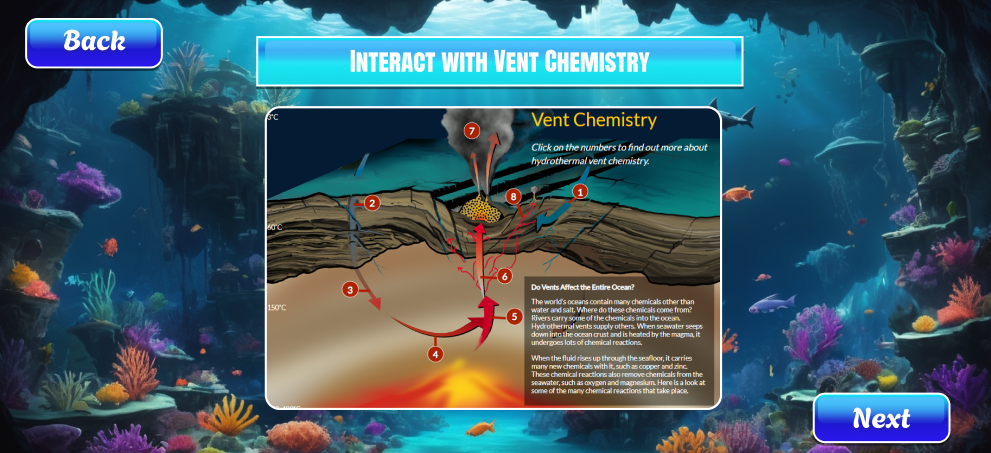 Back
Interact with Vent Chemistry
3°C
7
Vent Chemistry
Click on the numbers to find out more about
hydrothermal vent chemistry.
1
8
2
60°C
6
Do Vents Affect the Entire Ocean?
3
The world's oceans contain many chemicals other than
water and salt. Where do these chemicals come from?
Rivers carry some of the chemicals into the ocean.
Hydrothermal vents supply others. When seawater seeps
down into the ocean crust and is heated by the magma, it
undergoes lots of chemical reactions.
150°C
5
4
When the fluid rises up through the seafloor, it carries
many new chemicals with it, such as copper and zinc.
These chemical reactions also remove chemicals from the
seawater, such as oxygen and magnesium. Here is a look at
some of the many chemical reactions that take place.
Next